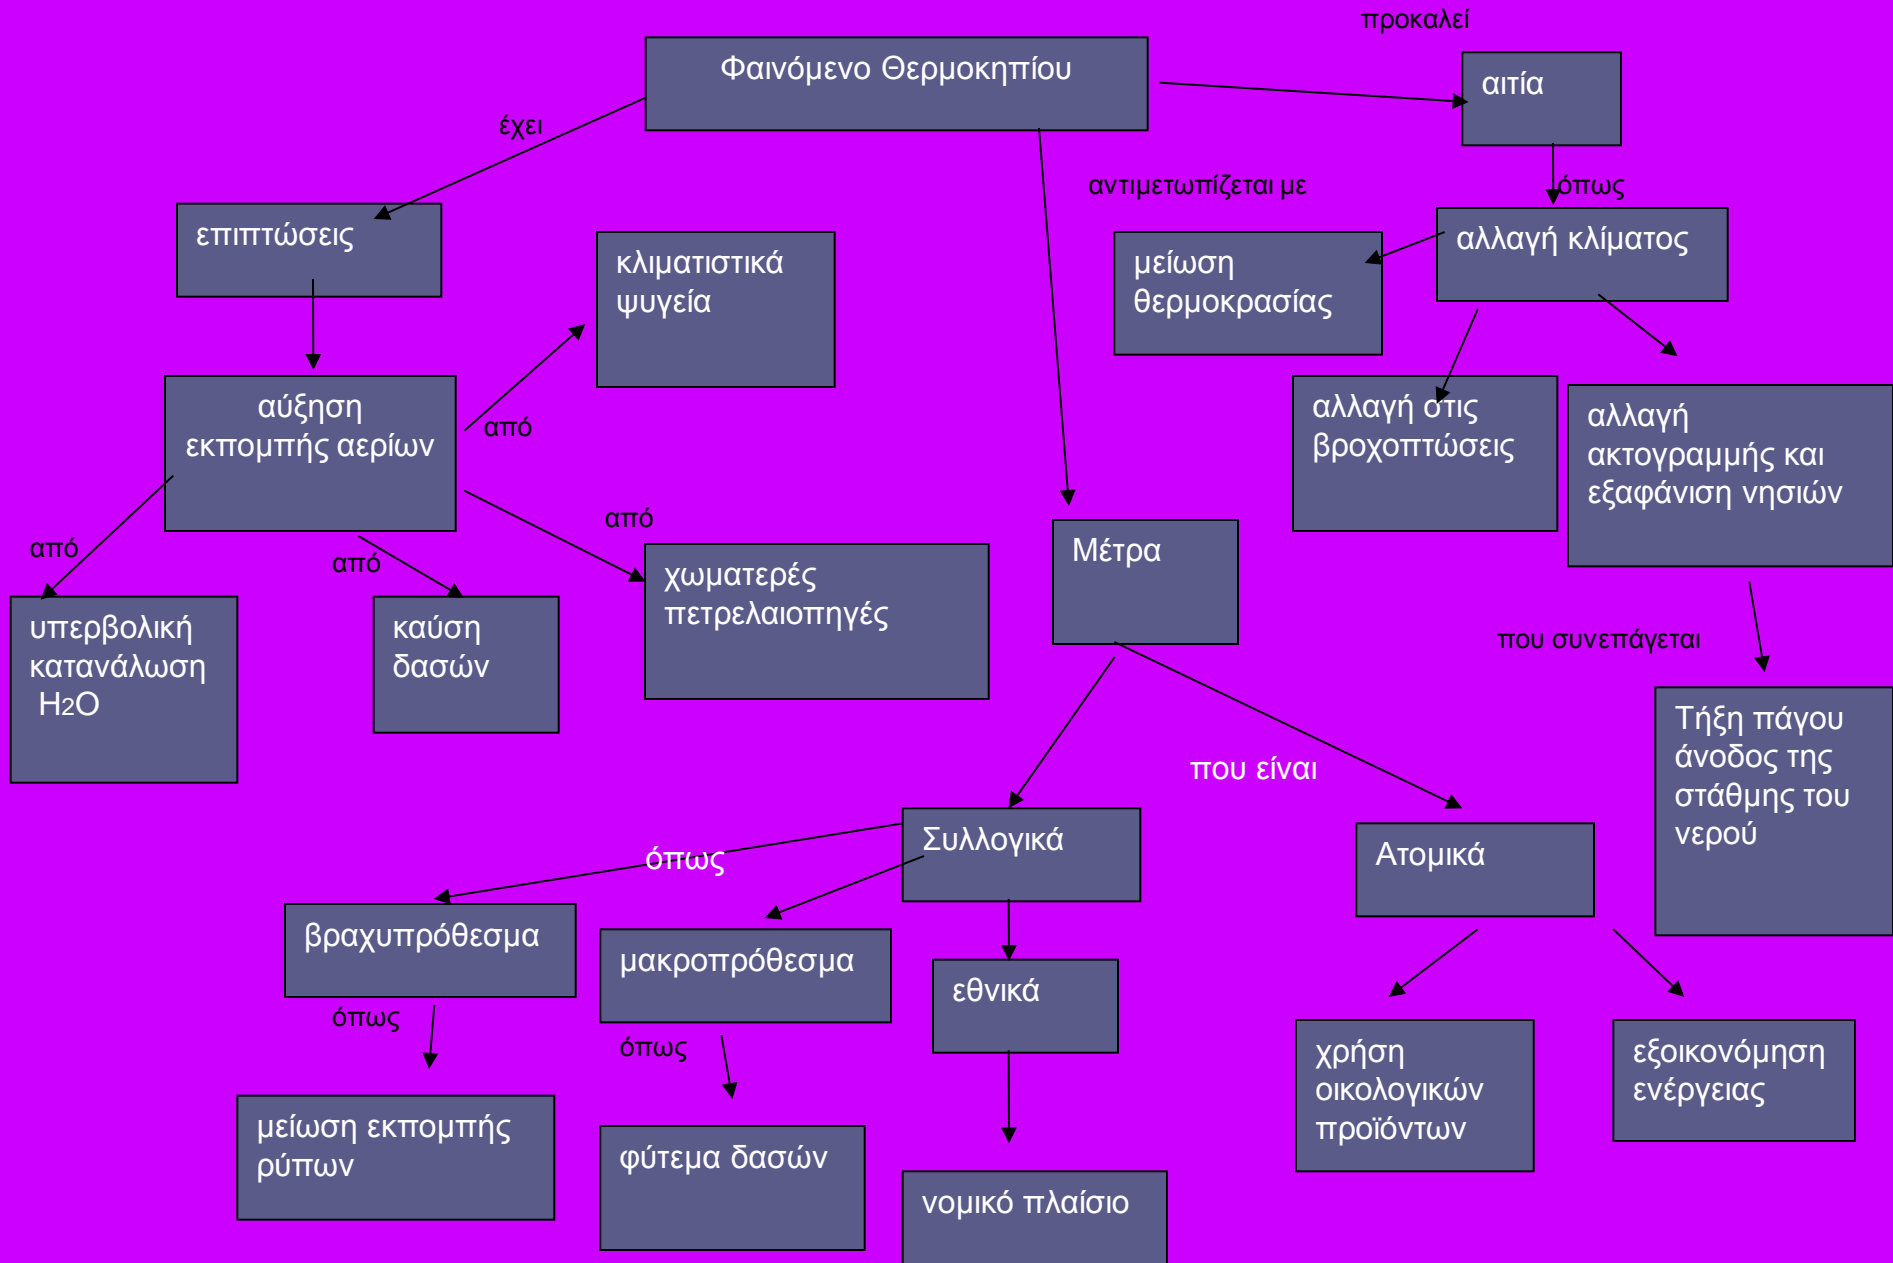 προκαλεί
Φαινόμενο Θερμοκηπίου
αιτία
έχει
αντιμετωπίζεται με
όπως
επιπτώσεις
κλιματιστικά
ψυγεία
μείωση
θερμοκρασίας
αλλαγή κλίματος
αύξηση
εκπομπής αερίων
από
αλλαγή στις
βροχοπτώσεις
αλλαγή
ακτογραμμής και
εξαφάνιση νησιών
από
από
από
υπερβολική
κατανάλωση
H2O
καύση
δασών
χωματερές
πετρελαιοπηγές
Μέτρα
που συνεπάγεται
Τήξη πάγου
άνοδος της
στάθμης του
νερού
που είναι
Συλλογικά
Ατομικά
όπως
βραχυπρόθεσμα
μακροπρόθεσμα
εθνικά
όπως
όπως
χρήση
οικολογικών
προϊόντων
εξοικονόμηση
ενέργειας
μείωση εκπομπής
ρύπων
φύτεμα δασών
νομικό πλαίσιο